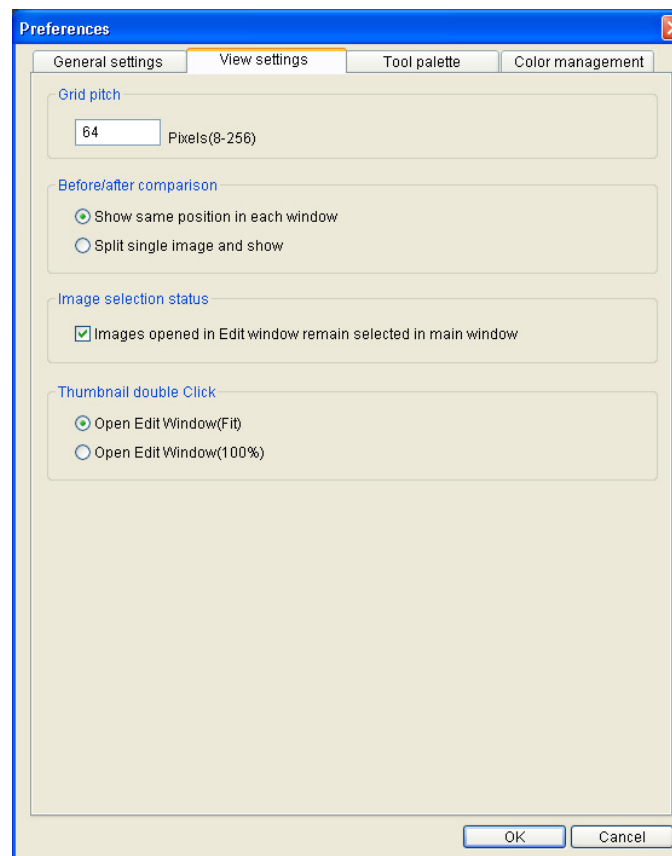 Preferences
General settings View settings Tool palette Color management
Grid pitch
64 Pixels(8-256)
Before/after comparison
Show same position in each window
Split single image and show
Image selection status
Images opened in Edit window remain selected in main window
Thumbnail double Click
Open Edit Window(Fit)
Open Edit Window(100%)
OK Cancel